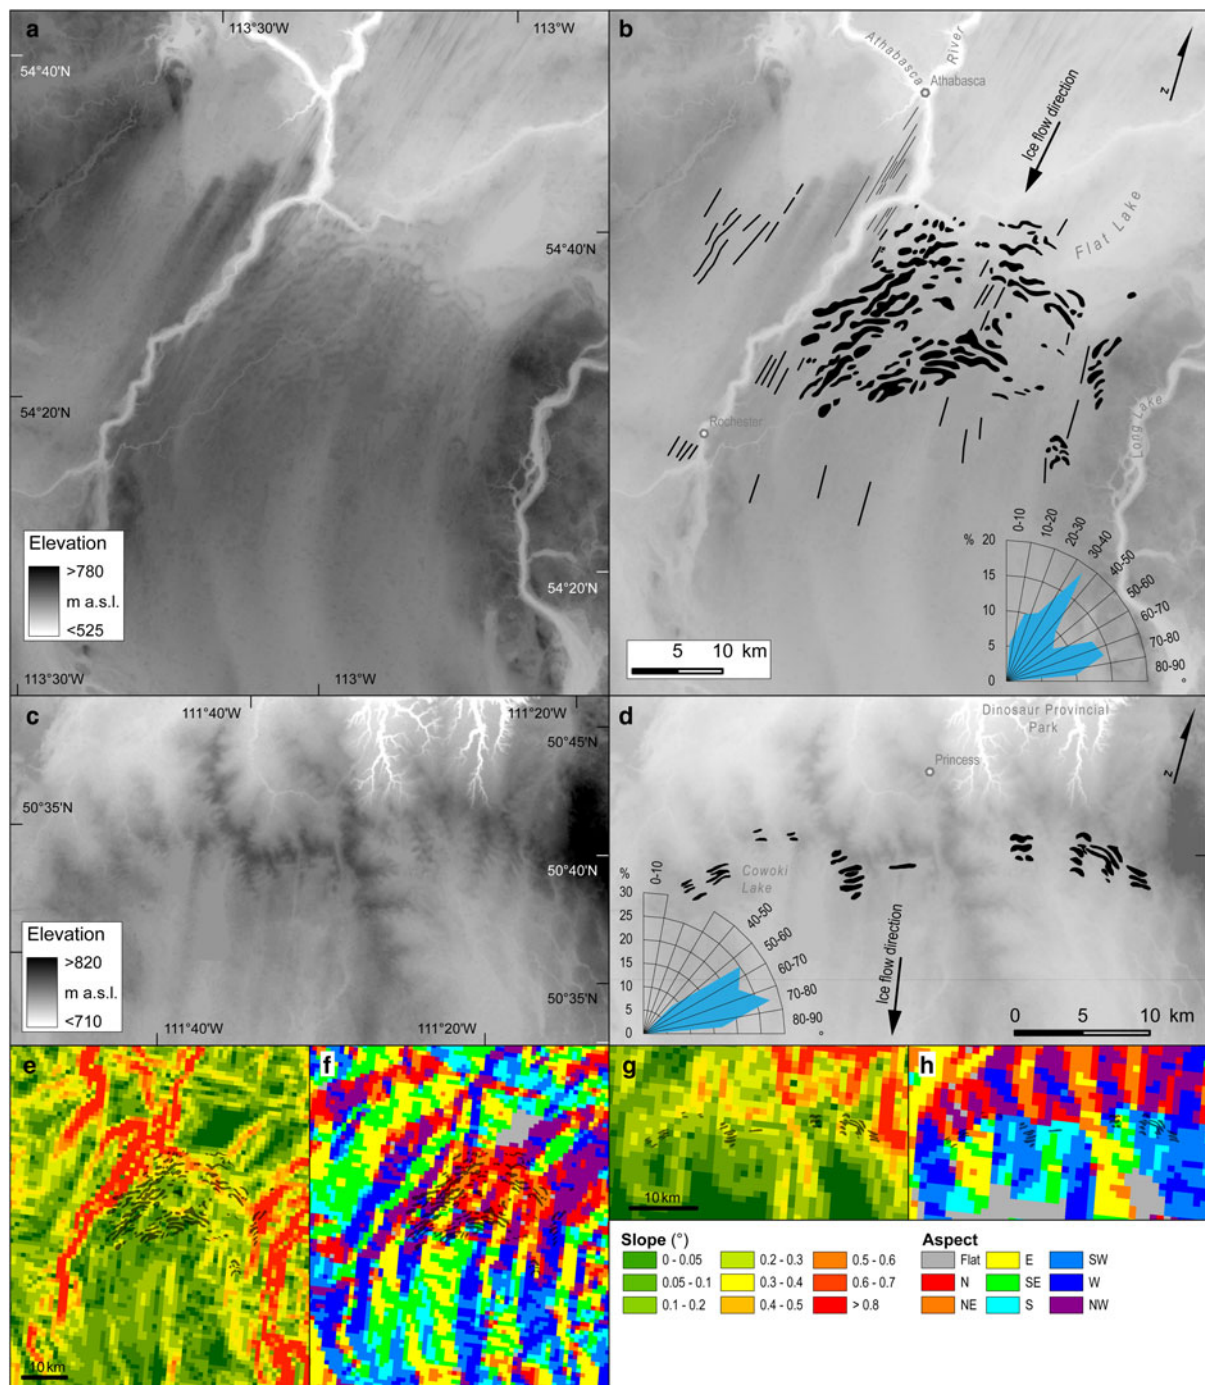 a
113°30'W
113°W
54°40'N
54°40'N
54°20'N
54°20'N
Elevation
>780
m a.s.l.
<525
113°30'W
113°W
b
Athabasca
River
Athabasca
Ice flow direction
z
Flat Lake
Rochester
Long Lake
5 10 km
%
20
15
10
5
0
0-10
10-20
20-30
30-40
40-50
50-60
60-70
70-80
80-90
°
c
111°40'W
111°20'W
50°45'N
50°35'N
50°40'N
Elevation
>820
m a.s.l.
<710
50°35'N
111°40'W
111°20'W
d
Dinosaur Provincial
Park
Princess
z
Cowoki
Lake
%
30
25
20
15
10
5
0
0-10
40-50
50-60
60-70
70-80
80-90
°
Ice flow direction
0 5 10 km
e
10 km
f
g
10 km
h
Slope (°)
0 - 0.05
0.05 - 0.1
0.1 - 0.2
0.2 - 0.3
0.3 - 0.4
0.4 - 0.5
0.5 - 0.6
0.6 - 0.7
> 0.8
Aspect
Flat
N
NE
E
SE
S
SW
W
NW